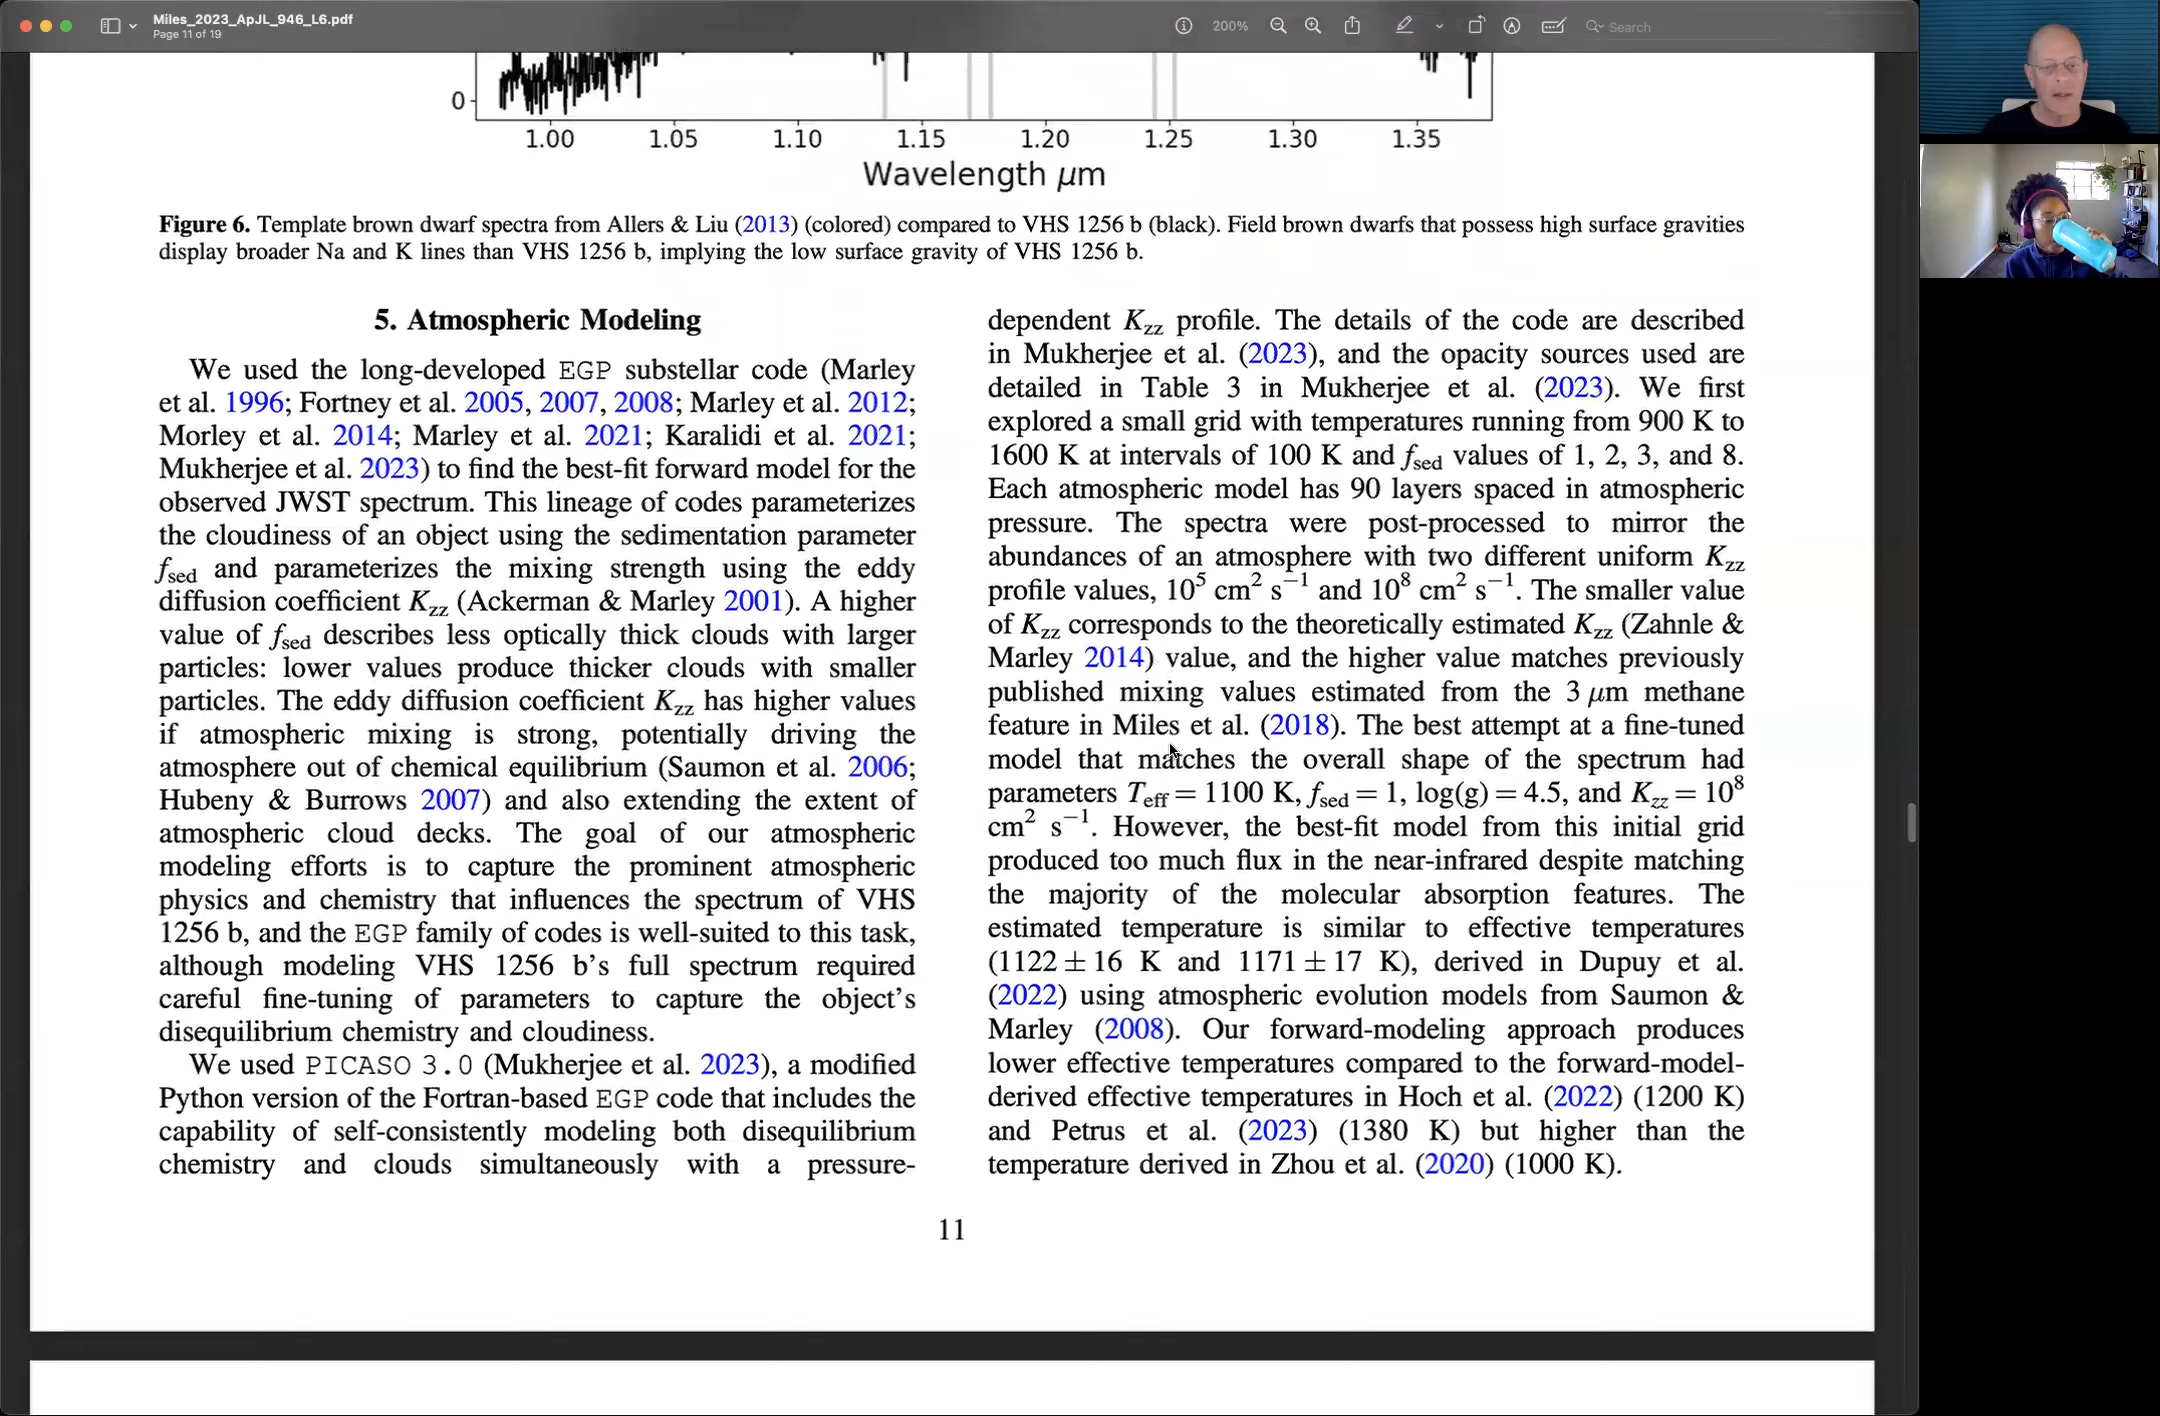 Miles_2023_ApJL_946_L6.pdf
Page 11 of 19
200%
Search
0
1.00 1.05 1.10 1.15 1.20 1.25 1.30 1.35
Wavelength μm
Figure 6. Template brown dwarf spectra from Allers & Liu (2013) (colored) compared to VHS 1256 b (black). Field brown dwarfs that possess high surface gravities
display broader Na and K lines than VHS 1256 b, implying the low surface gravity of VHS 1256 b.
5. Atmospheric Modeling
We used the long-developed EGP substellar code (Marley
et al. 1996; Fortney et al. 2005, 2007, 2008; Marley et al. 2012;
Morley et al. 2014; Marley et al. 2021; Karalidi et al. 2021;
Mukherjee et al. 2023) to find the best-fit forward model for the
observed JWST spectrum. This lineage of codes parameterizes
the cloudiness of an object using the sedimentation parameter
fsed and parameterizes the mixing strength using the eddy
diffusion coefficient Kzz (Ackerman & Marley 2001). A higher
value of fsed describes less optically thick clouds with larger
particles: lower values produce thicker clouds with smaller
particles. The eddy diffusion coefficient Kzz has higher values
if atmospheric mixing is strong, potentially driving the
atmosphere out of chemical equilibrium (Saumon et al. 2006;
Hubeny & Burrows 2007) and also extending the extent of
atmospheric cloud decks. The goal of our atmospheric
modeling efforts is to capture the prominent atmospheric
physics and chemistry that influences the spectrum of VHS
1256 b, and the EGP family of codes is well-suited to this task,
although modeling VHS 1256 b's full spectrum required
careful fine-tuning of parameters to capture the object's
disequilibrium chemistry and cloudiness.
We used PICASO 3.0 (Mukherjee et al. 2023), a modified
Python version of the Fortran-based EGP code that includes the
capability of self-consistently modeling both disequilibrium
chemistry and clouds simultaneously with a pressure-
dependent Kzz profile. The details of the code are described
in Mukherjee et al. (2023), and the opacity sources used are
detailed in Table 3 in Mukherjee et al. (2023). We first
explored a small grid with temperatures running from 900 K to
1600 K at intervals of 100 K and fsed values of 1, 2, 3, and 8.
Each atmospheric model has 90 layers spaced in atmospheric
pressure. The spectra were post-processed to mirror the
abundances of an atmosphere with two different uniform Kzz
profile values, 10⁵ cm² s⁻¹ and 10⁸ cm² s⁻¹. The smaller value
of Kzz corresponds to the theoretically estimated Kzz (Zahnle &
Marley 2014) value, and the higher value matches previously
published mixing values estimated from the 3 μm methane
feature in Miles et al. (2018). The best attempt at a fine-tuned
model that matches the overall shape of the spectrum had
parameters Teff = 1100 K, fsed = 1, log(g) = 4.5, and Kzz = 10⁸
cm² s⁻¹. However, the best-fit model from this initial grid
produced too much flux in the near-infrared despite matching
the majority of the molecular absorption features. The
estimated temperature is similar to effective temperatures
(1122 ± 16 K and 1171 ± 17 K), derived in Dupuy et al.
(2022) using atmospheric evolution models from Saumon &
Marley (2008). Our forward-modeling approach produces
lower effective temperatures compared to the forward-model-
derived effective temperatures in Hoch et al. (2022) (1200 K)
and Petrus et al. (2023) (1380 K) but higher than the
temperature derived in Zhou et al. (2020) (1000 K).
11